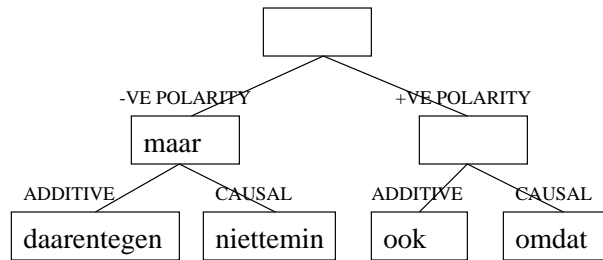 -VE POLARITY +VE POLARITY
maar
ADDITIVE CAUSAL ADDITIVE CAUSAL
daarentegen niettemin ook omdat